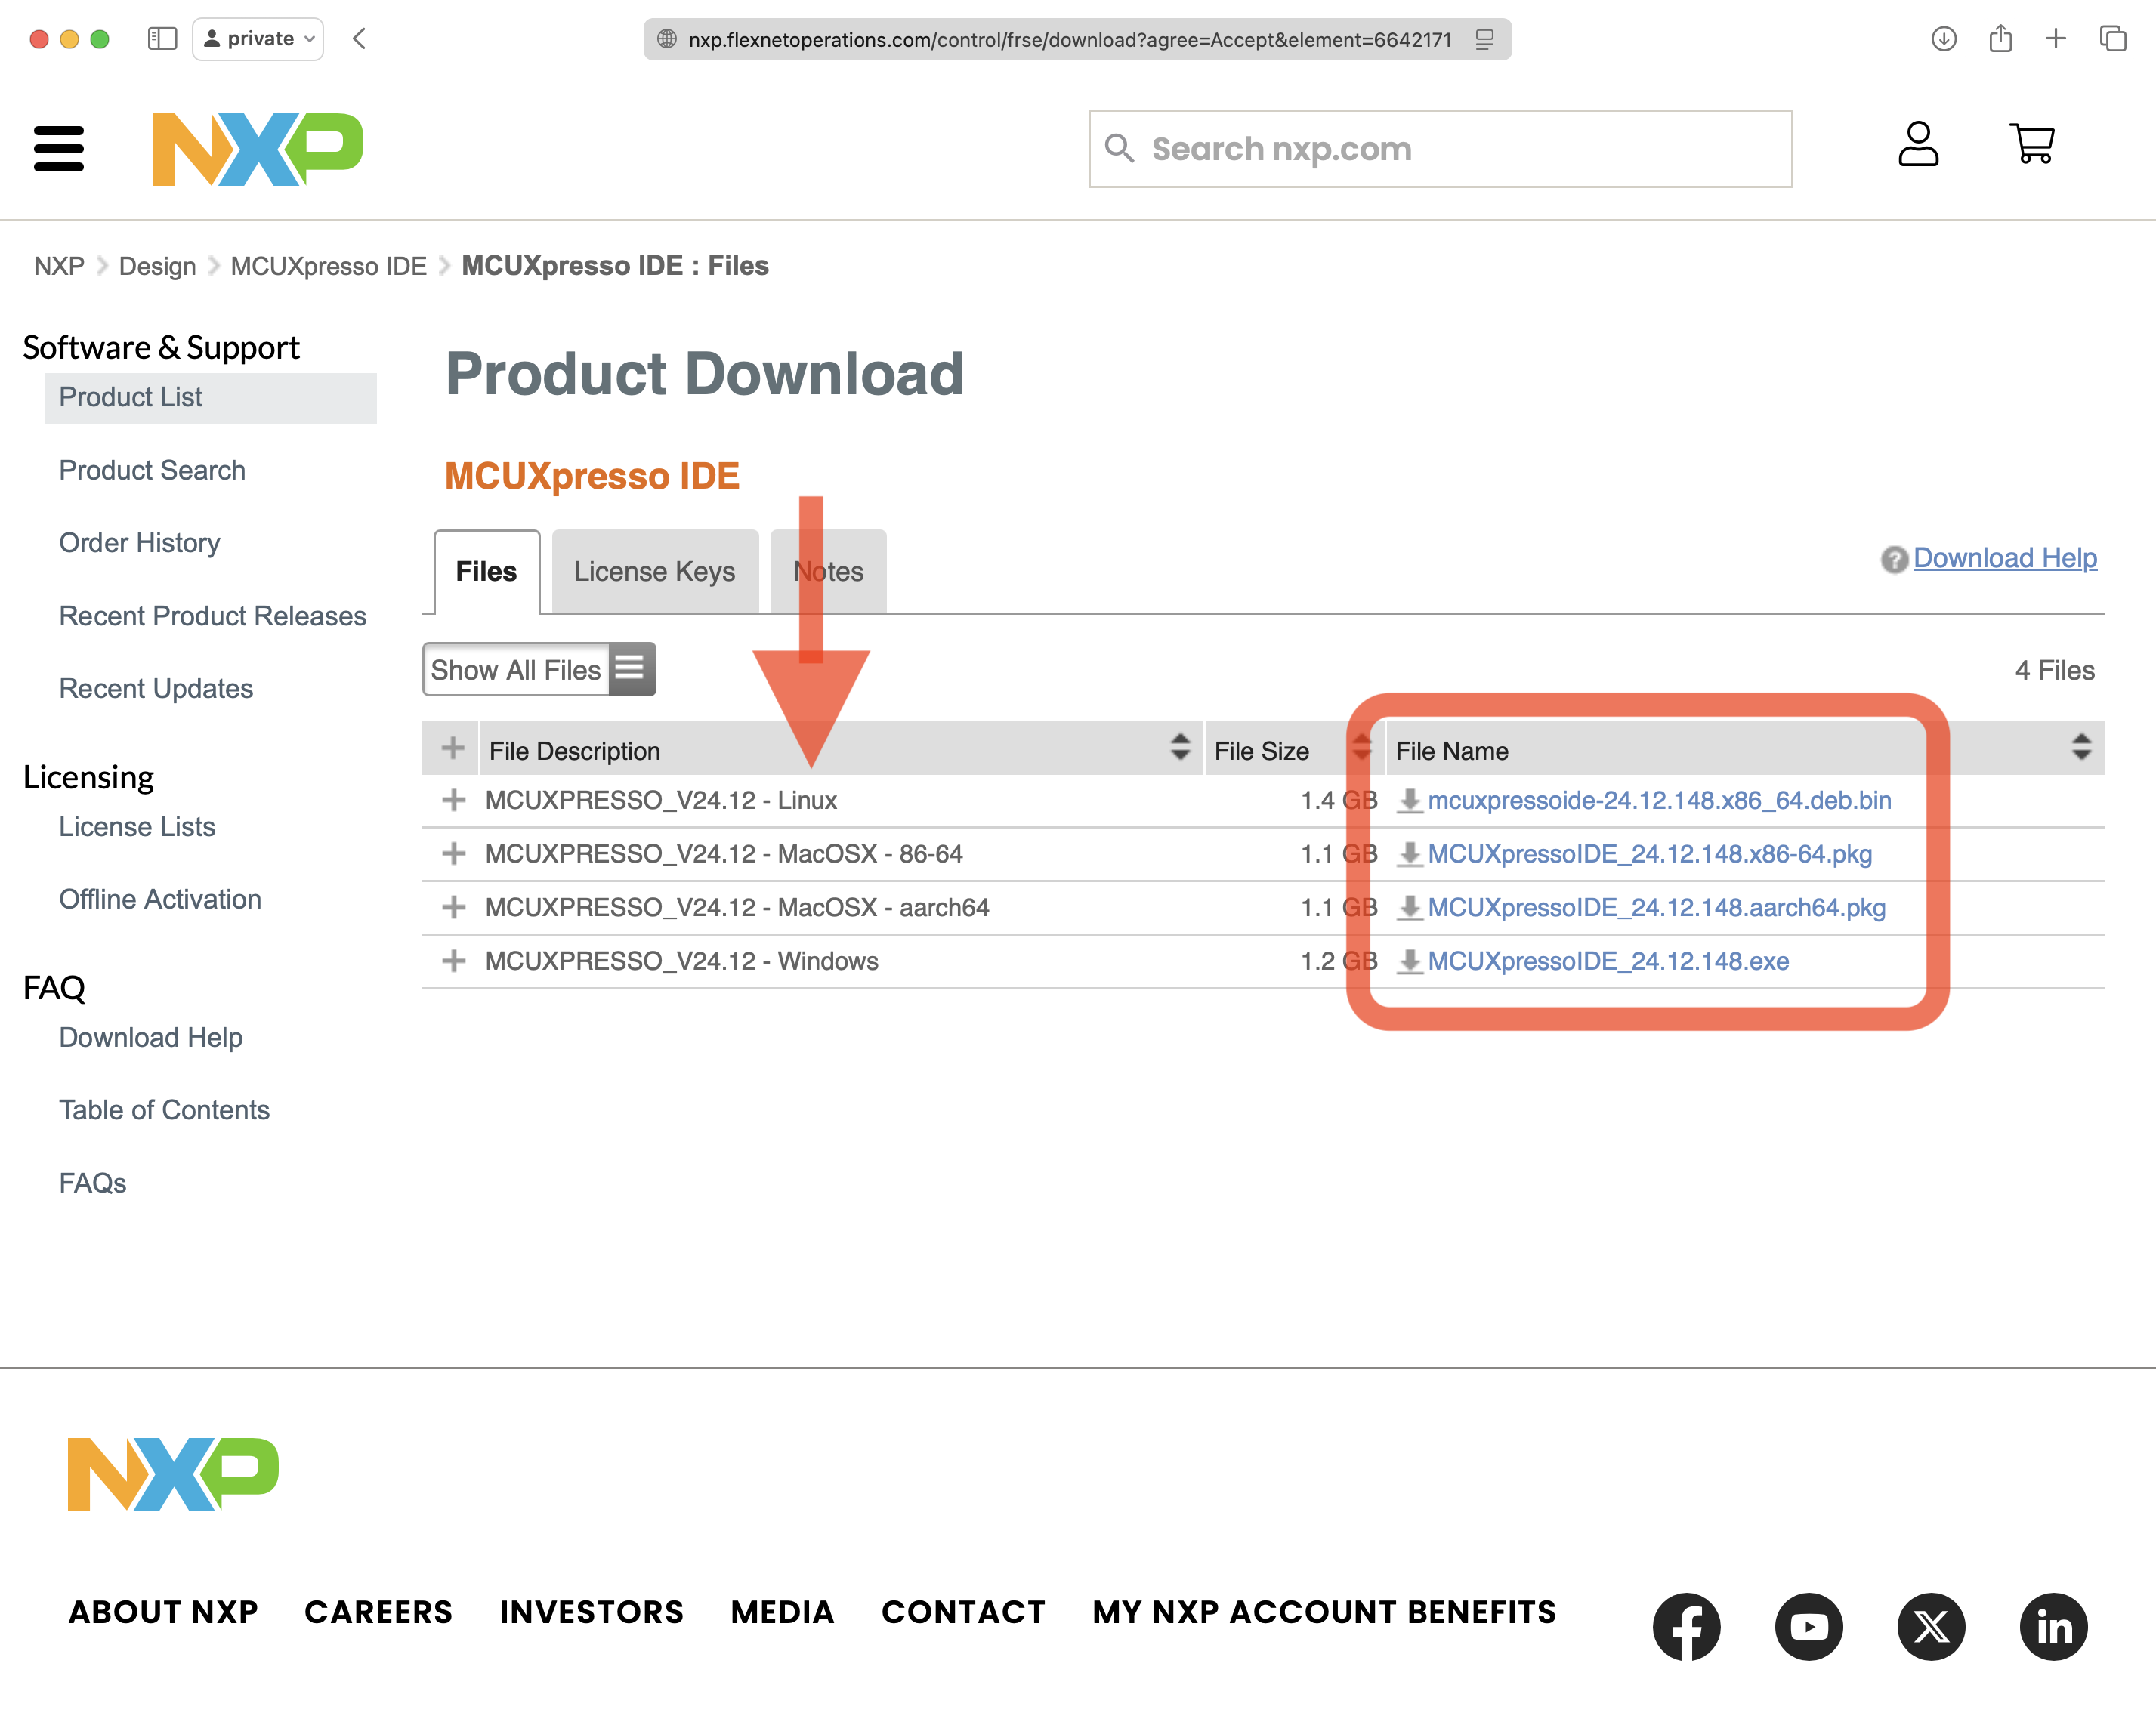 private
nxp.flexnetoperations.com/control/frse/download?agree=Accept&element=6642171
NXP
Search nxp.com
NXP Design MCUXpresso IDE MCUXpresso IDE : Files
Software & Support
Product List
Product Search
Order History
Recent Product Releases
Recent Updates
Licensing
License Lists
Offline Activation
FAQ
Download Help
Table of Contents
FAQs
Product Download
MCUXpresso IDE
Files License Keys Notes
? Download Help
Show All Files
4 Files
File Description File Size File Name
MCUXPRESSO_V24.12 - Linux 1.4 GB mcuxpressoide-24.12.148.x86_64.deb.bin
MCUXPRESSO_V24.12 - MacOSX - 86-64 1.1 GB MCUXpressoIDE_24.12.148.x86-64.pkg
MCUXPRESSO_V24.12 - MacOSX - aarch64 1.1 GB MCUXpressoIDE_24.12.148.aarch64.pkg
MCUXPRESSO_V24.12 - Windows 1.2 GB MCUXpressoIDE_24.12.148.exe
NXP
ABOUT NXP CAREERS INVESTORS MEDIA CONTACT MY NXP ACCOUNT BENEFITS